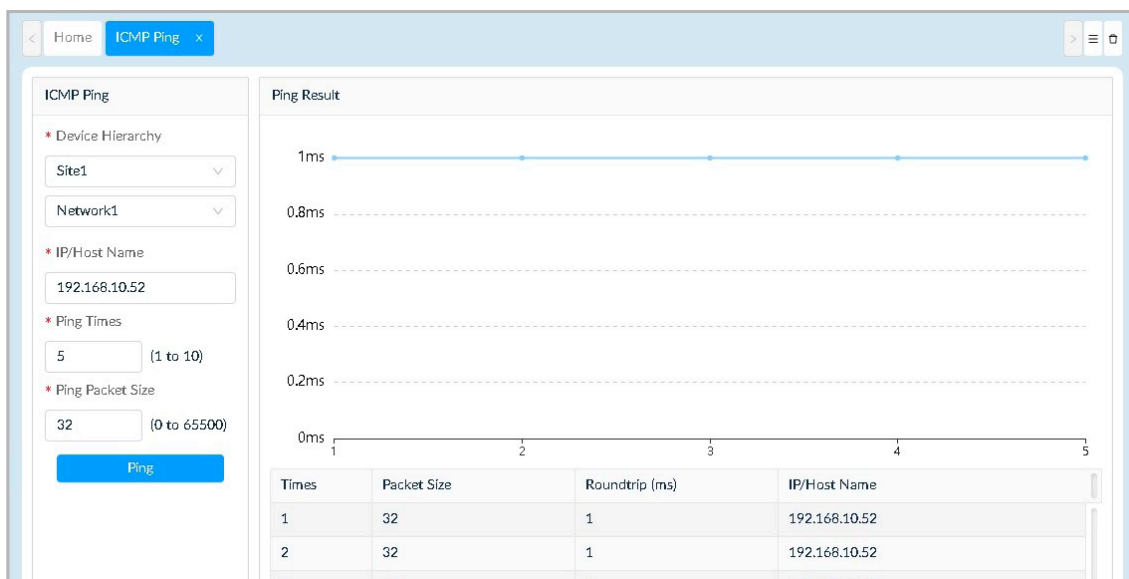 Home ICMP Ping x
ICMP Ping
* Device Hierarchy
Site1
Network1
* IP/Host Name
192.168.10.52
* Ping Times
5 (1 to 10)
* Ping Packet Size
32 (0 to 65500)
Ping
Ping Result
1ms
0.8ms
0.6ms
0.4ms
0.2ms
0ms
1 2 3 4 5
Times Packet Size Roundtrip (ms) IP/Host Name
1 32 1 192.168.10.52
2 32 1 192.168.10.52